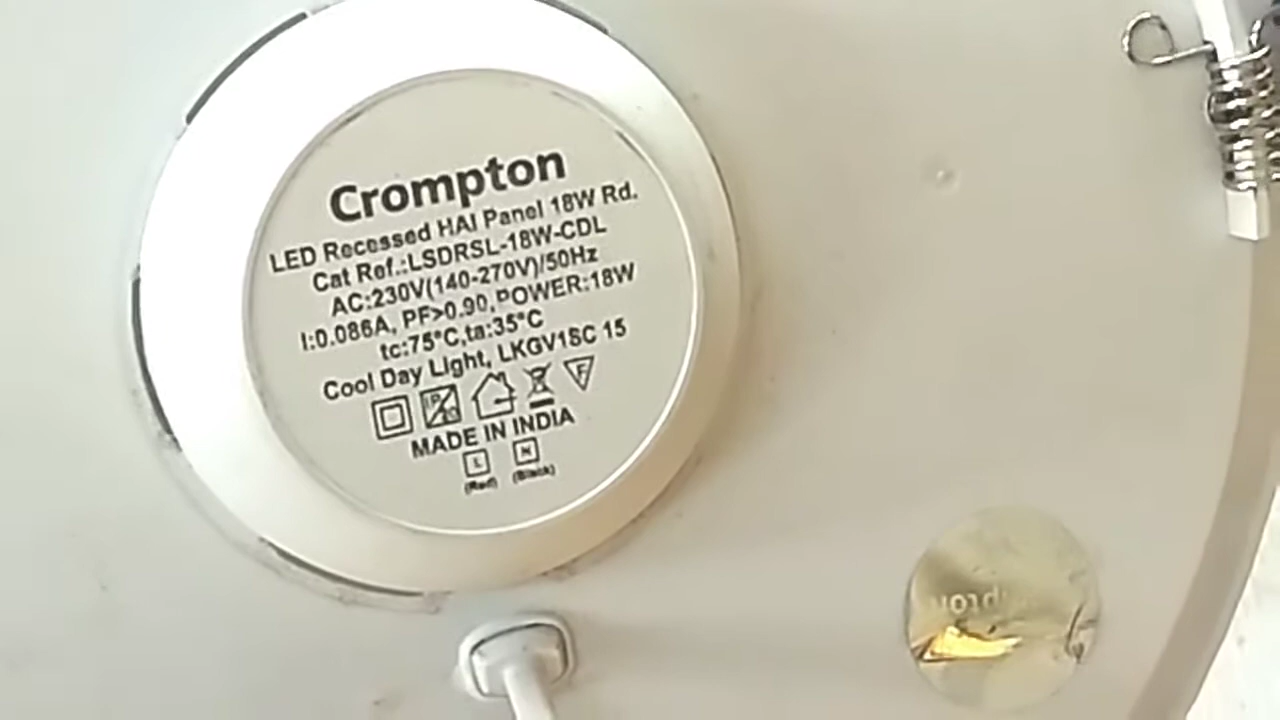 Crompton
LED Recessed HAI Panel 18W Rd.
Cat Ref.:LSDRSL-18W-CDL
AC:230V(140-270V)/50Hz
I:0.086A, PF>0.90,POWER:18W
tc:75°C,ta:35°C
Cool Day Light, LKGV1SC 15
IP 20
F
MADE IN INDIA
L N
(Red) (Black)